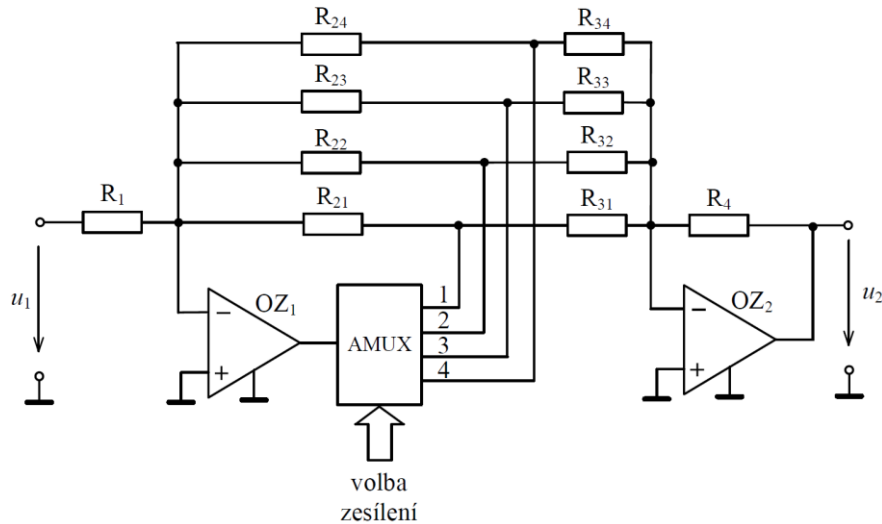 R24 R34
R23 R33
R22 R32
R1 R21 R31 R4
u1 OZ1 1 OZ2 u2
− 2 −
AMUX 3
+ 4 +
volba
zesílení